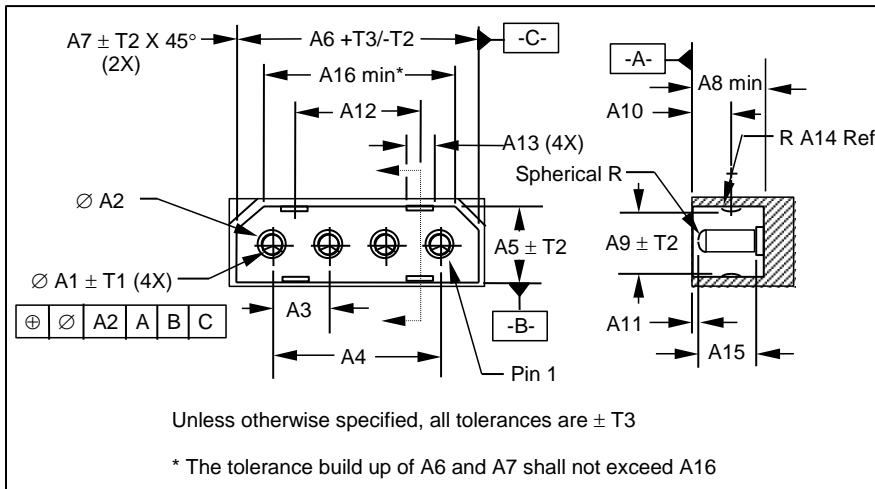 A7 ± T2 X 45°
(2X)
A6 +T3/-T2
-C-
A16 min*
A12
A13 (4X)
-A-
A8 min
A10
R A14 Ref
Spherical R
∅ A2
A5 ± T2
A9 ± T2
∅ A1 ± T1 (4X)
⊕ ∅ A2 A B C
A3
-B-
A4
Pin 1
A11
A15
Unless otherwise specified, all tolerances are ± T3
* The tolerance build up of A6 and A7 shall not exceed A16